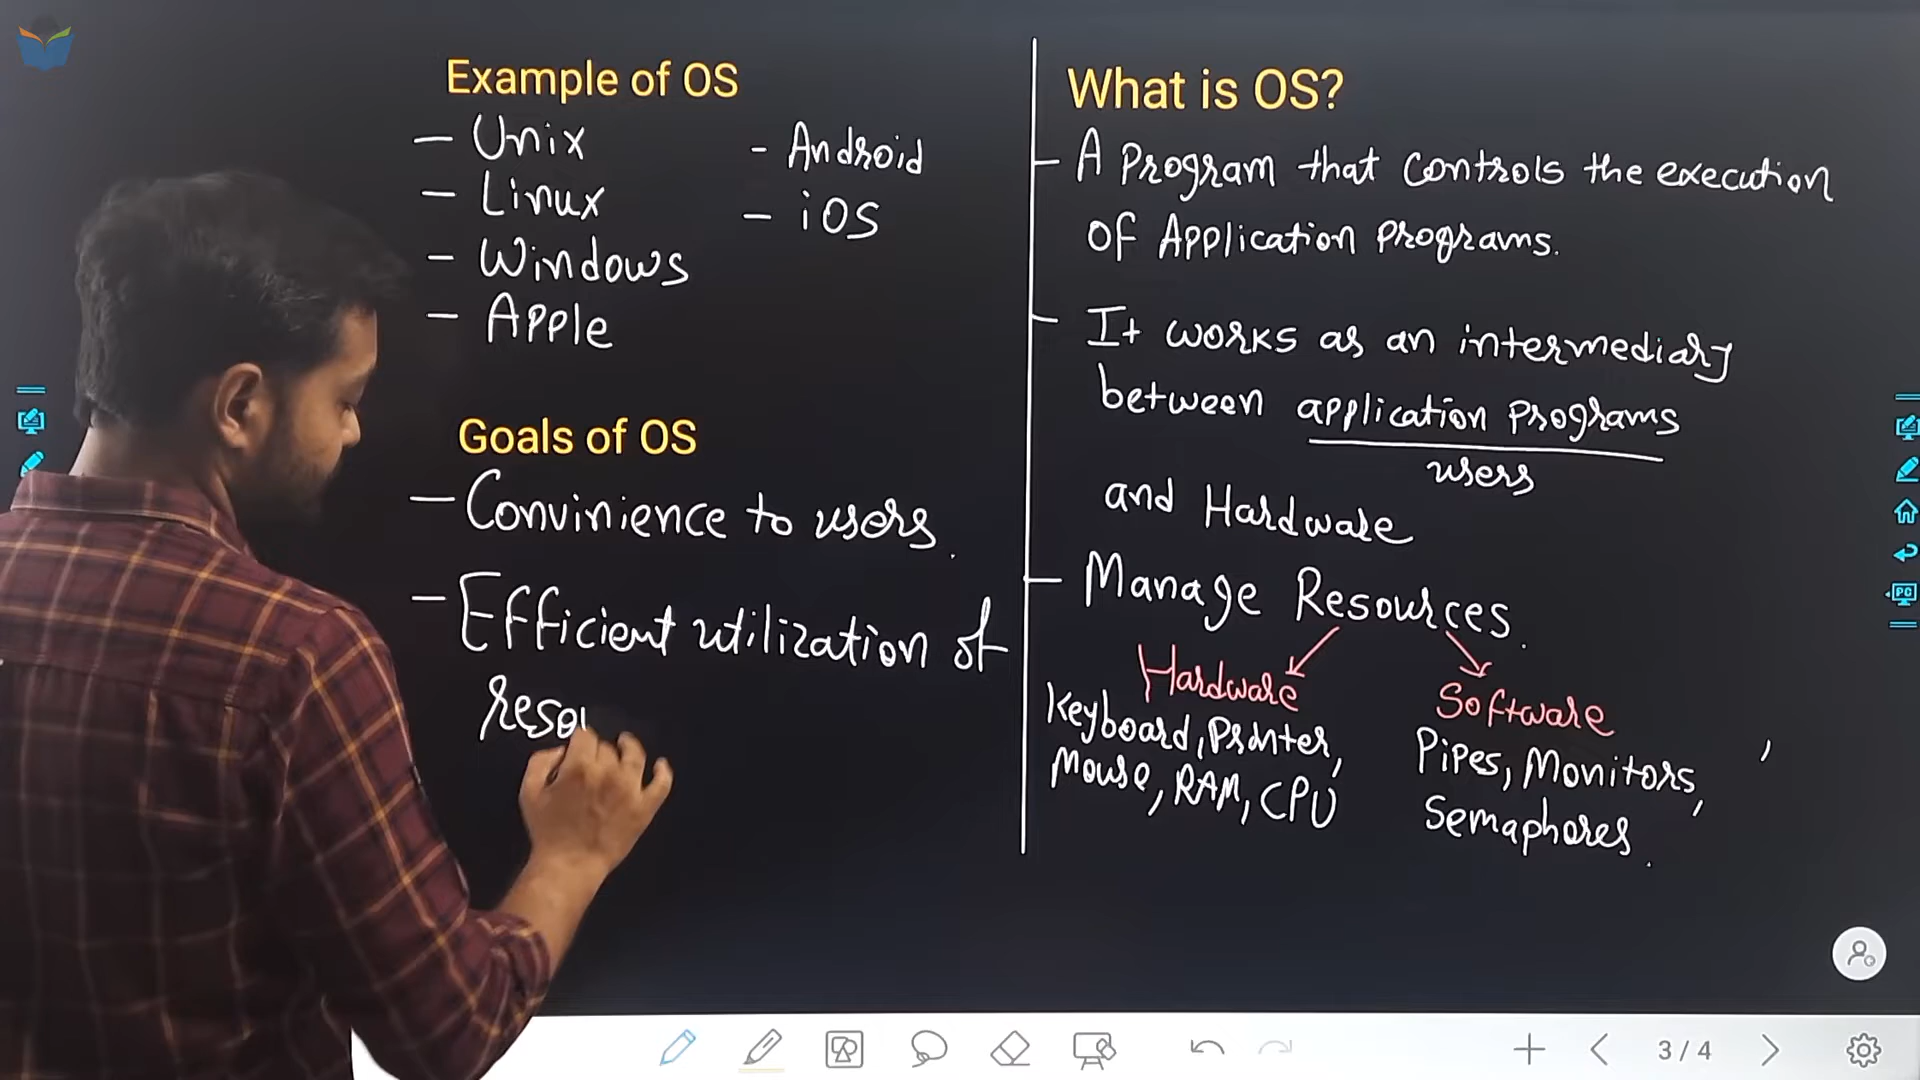 Example of OS
– Unix
– Linux
– Windows
– Apple
- Android
– iOS
Goals of OS
– Convinience to users.
– Efficient utilization of
What is OS?
– A Program that controls the execution
of Application programs.
– It works as an intermediary
between application programs
users
and Hardware
– Manage Resources.
Hardware
Keyboard, Printer,
Mouse, RAM, CPU
Software
Pipes, Monitors,
Semaphores.
3 / 4
PC